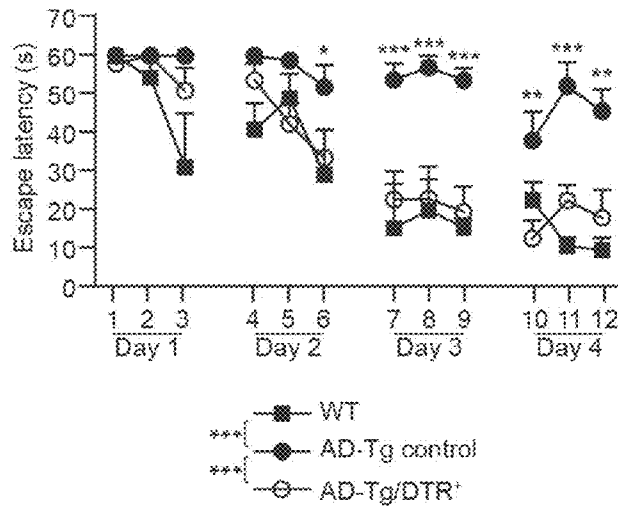 Escape latency (s)
70
60
50
40
30
20
10
0
* *** *** *** ** *** **
1 2 3 4 5 6 7 8 9 10 11 12
Day 1 Day 2 Day 3 Day 4
WT
***
AD-Tg control
***
AD-Tg/DTR⁺